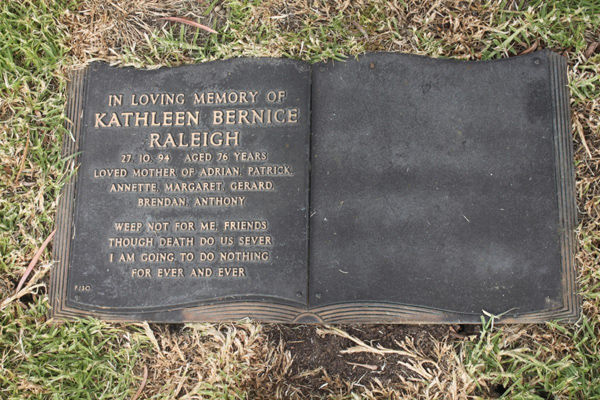 IN LOVING MEMORY OF
KATHLEEN BERNICE
RALEIGH
27. 10. 94 AGED 76 YEARS
LOVED MOTHER OF ADRIAN, PATRICK,
ANNETTE, MARGARET, GERARD,
BRENDAN, ANTHONY
WEEP NOT FOR ME, FRIENDS
THOUGH DEATH DO US SEVER
I AM GOING TO DO NOTHING
FOR EVER AND EVER